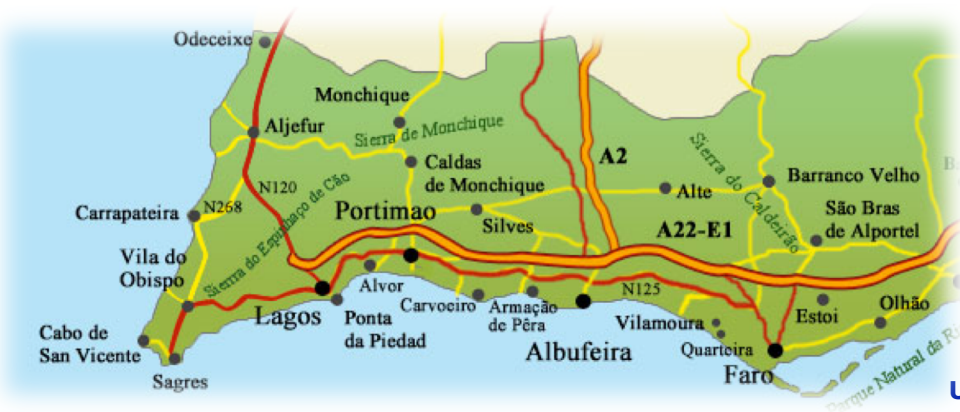 Odeceixe
Monchique
Aljefur
Sierra de Monchique
A2
Caldas
de Monchique
Sierra do Caldeirão
Barranco Velho
N120
Alte
Carrapateira
N268
Sierra do Espinhaço de Cão
Portimao
Silves
A22-E1
São Bras
de Alportel
Vila do
Obispo
Alvor
Carvoeiro
Armação
de Pêra
N125
Estoi
Olhão
Lagos
Ponta
da Piedad
Vilamoura
Cabo de
San Vicente
Albufeira
Quarteira
Sagres
Faro
Parque Natural da